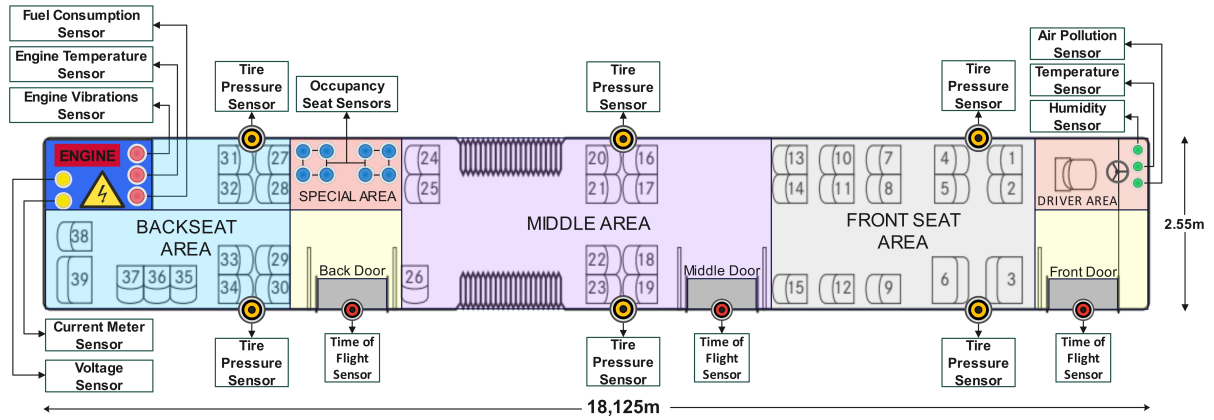 Fuel Consumption
Sensor
Engine Temperature
Sensor
Engine Vibrations
Sensor
Tire
Pressure
Sensor
Occupancy
Seat Sensors
Tire
Pressure
Sensor
Tire
Pressure
Sensor
Air Pollution
Sensor
Temperature
Sensor
Humidity
Sensor
ENGINE
31 27
32 28
SPECIAL AREA
24
25
20 16
21 17
13 10 7 4 1
14 11 8 5 2
DRIVER AREA
BACKSEAT
AREA
MIDDLE AREA
FRONT SEAT
AREA
2.55m
38
39
37 36 35
33 29
34 30
Back Door
26
22 18
23 19
Middle Door
15 12 9 6 3
Front Door
Current Meter
Sensor
Voltage
Sensor
Tire
Pressure
Sensor
Time of
Flight
Sensor
Tire
Pressure
Sensor
Time of
Flight
Sensor
Tire
Pressure
Sensor
Time of
Flight
Sensor
18,125m